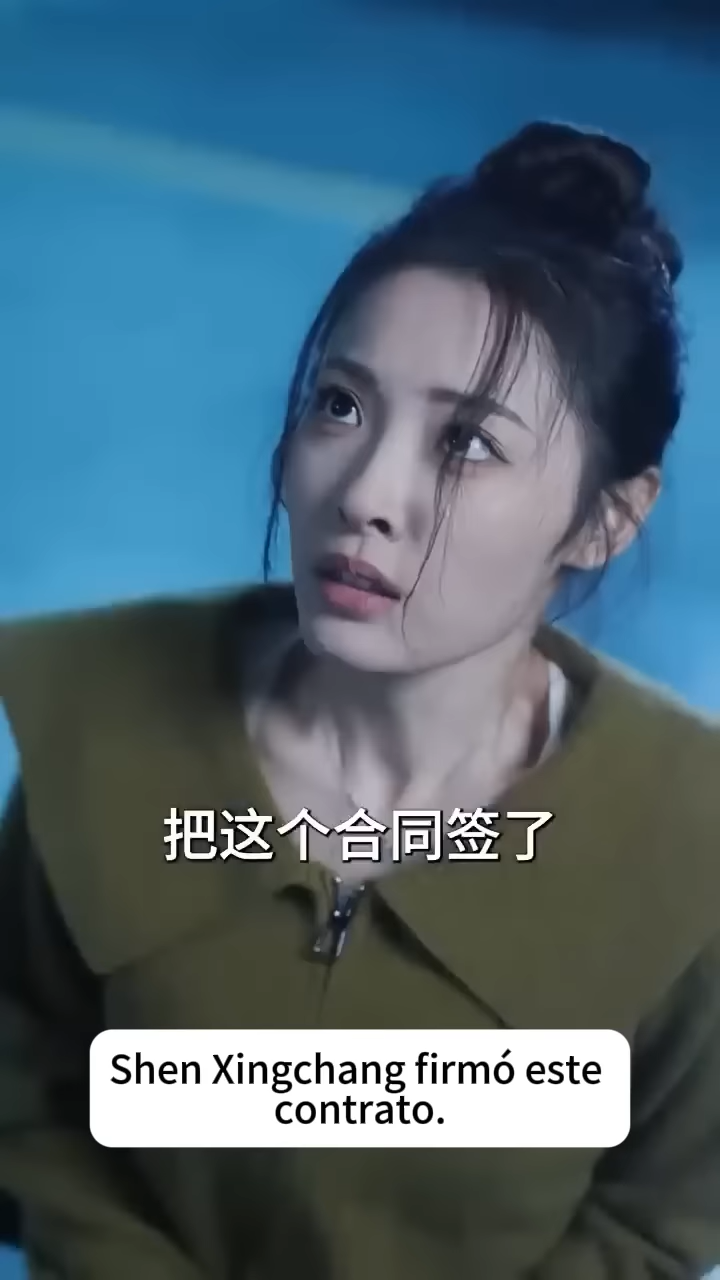 把这个合同签了
Shen Xingchang firmó este
contrato.